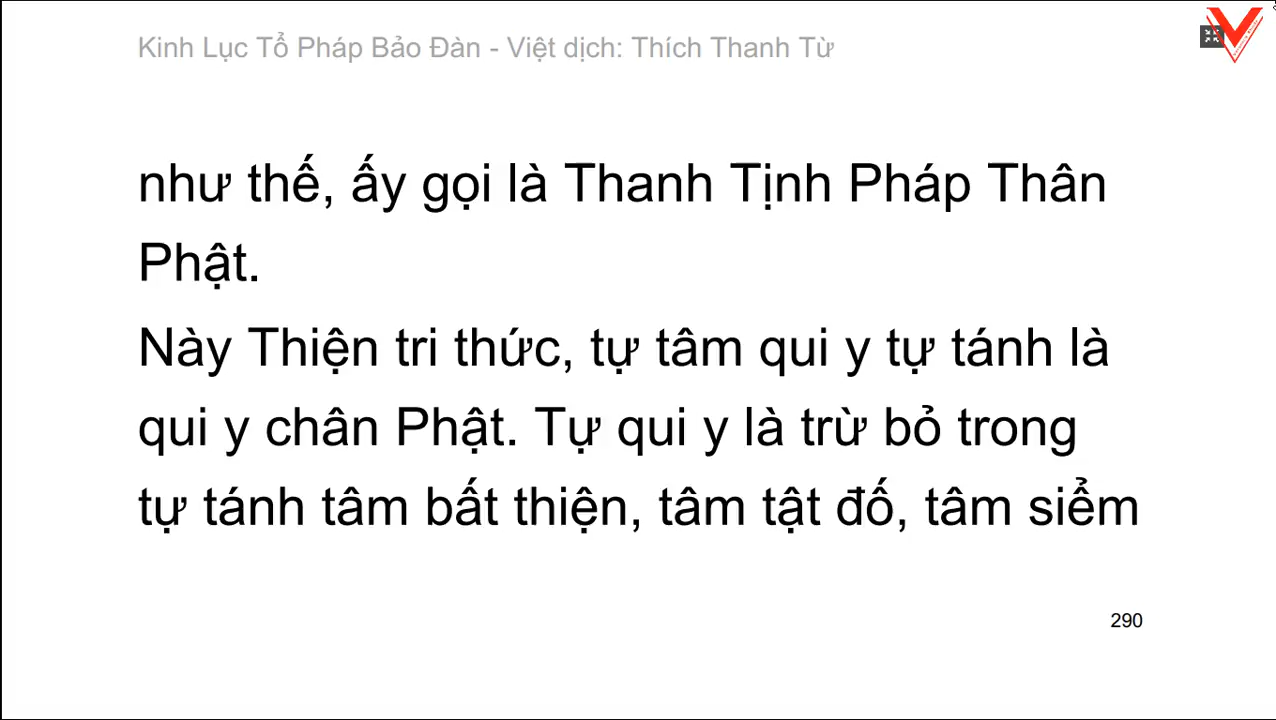 Kinh Lục Tổ Pháp Bảo Đàn - Việt dịch: Thích Thanh Từ
như thế, ấy gọi là Thanh Tịnh Pháp Thân
Phật.
Này Thiện tri thức, tự tâm qui y tự tánh là
qui y chân Phật. Tự qui y là trừ bỏ trong
tự tánh tâm bất thiện, tâm tật đố, tâm siểm
290